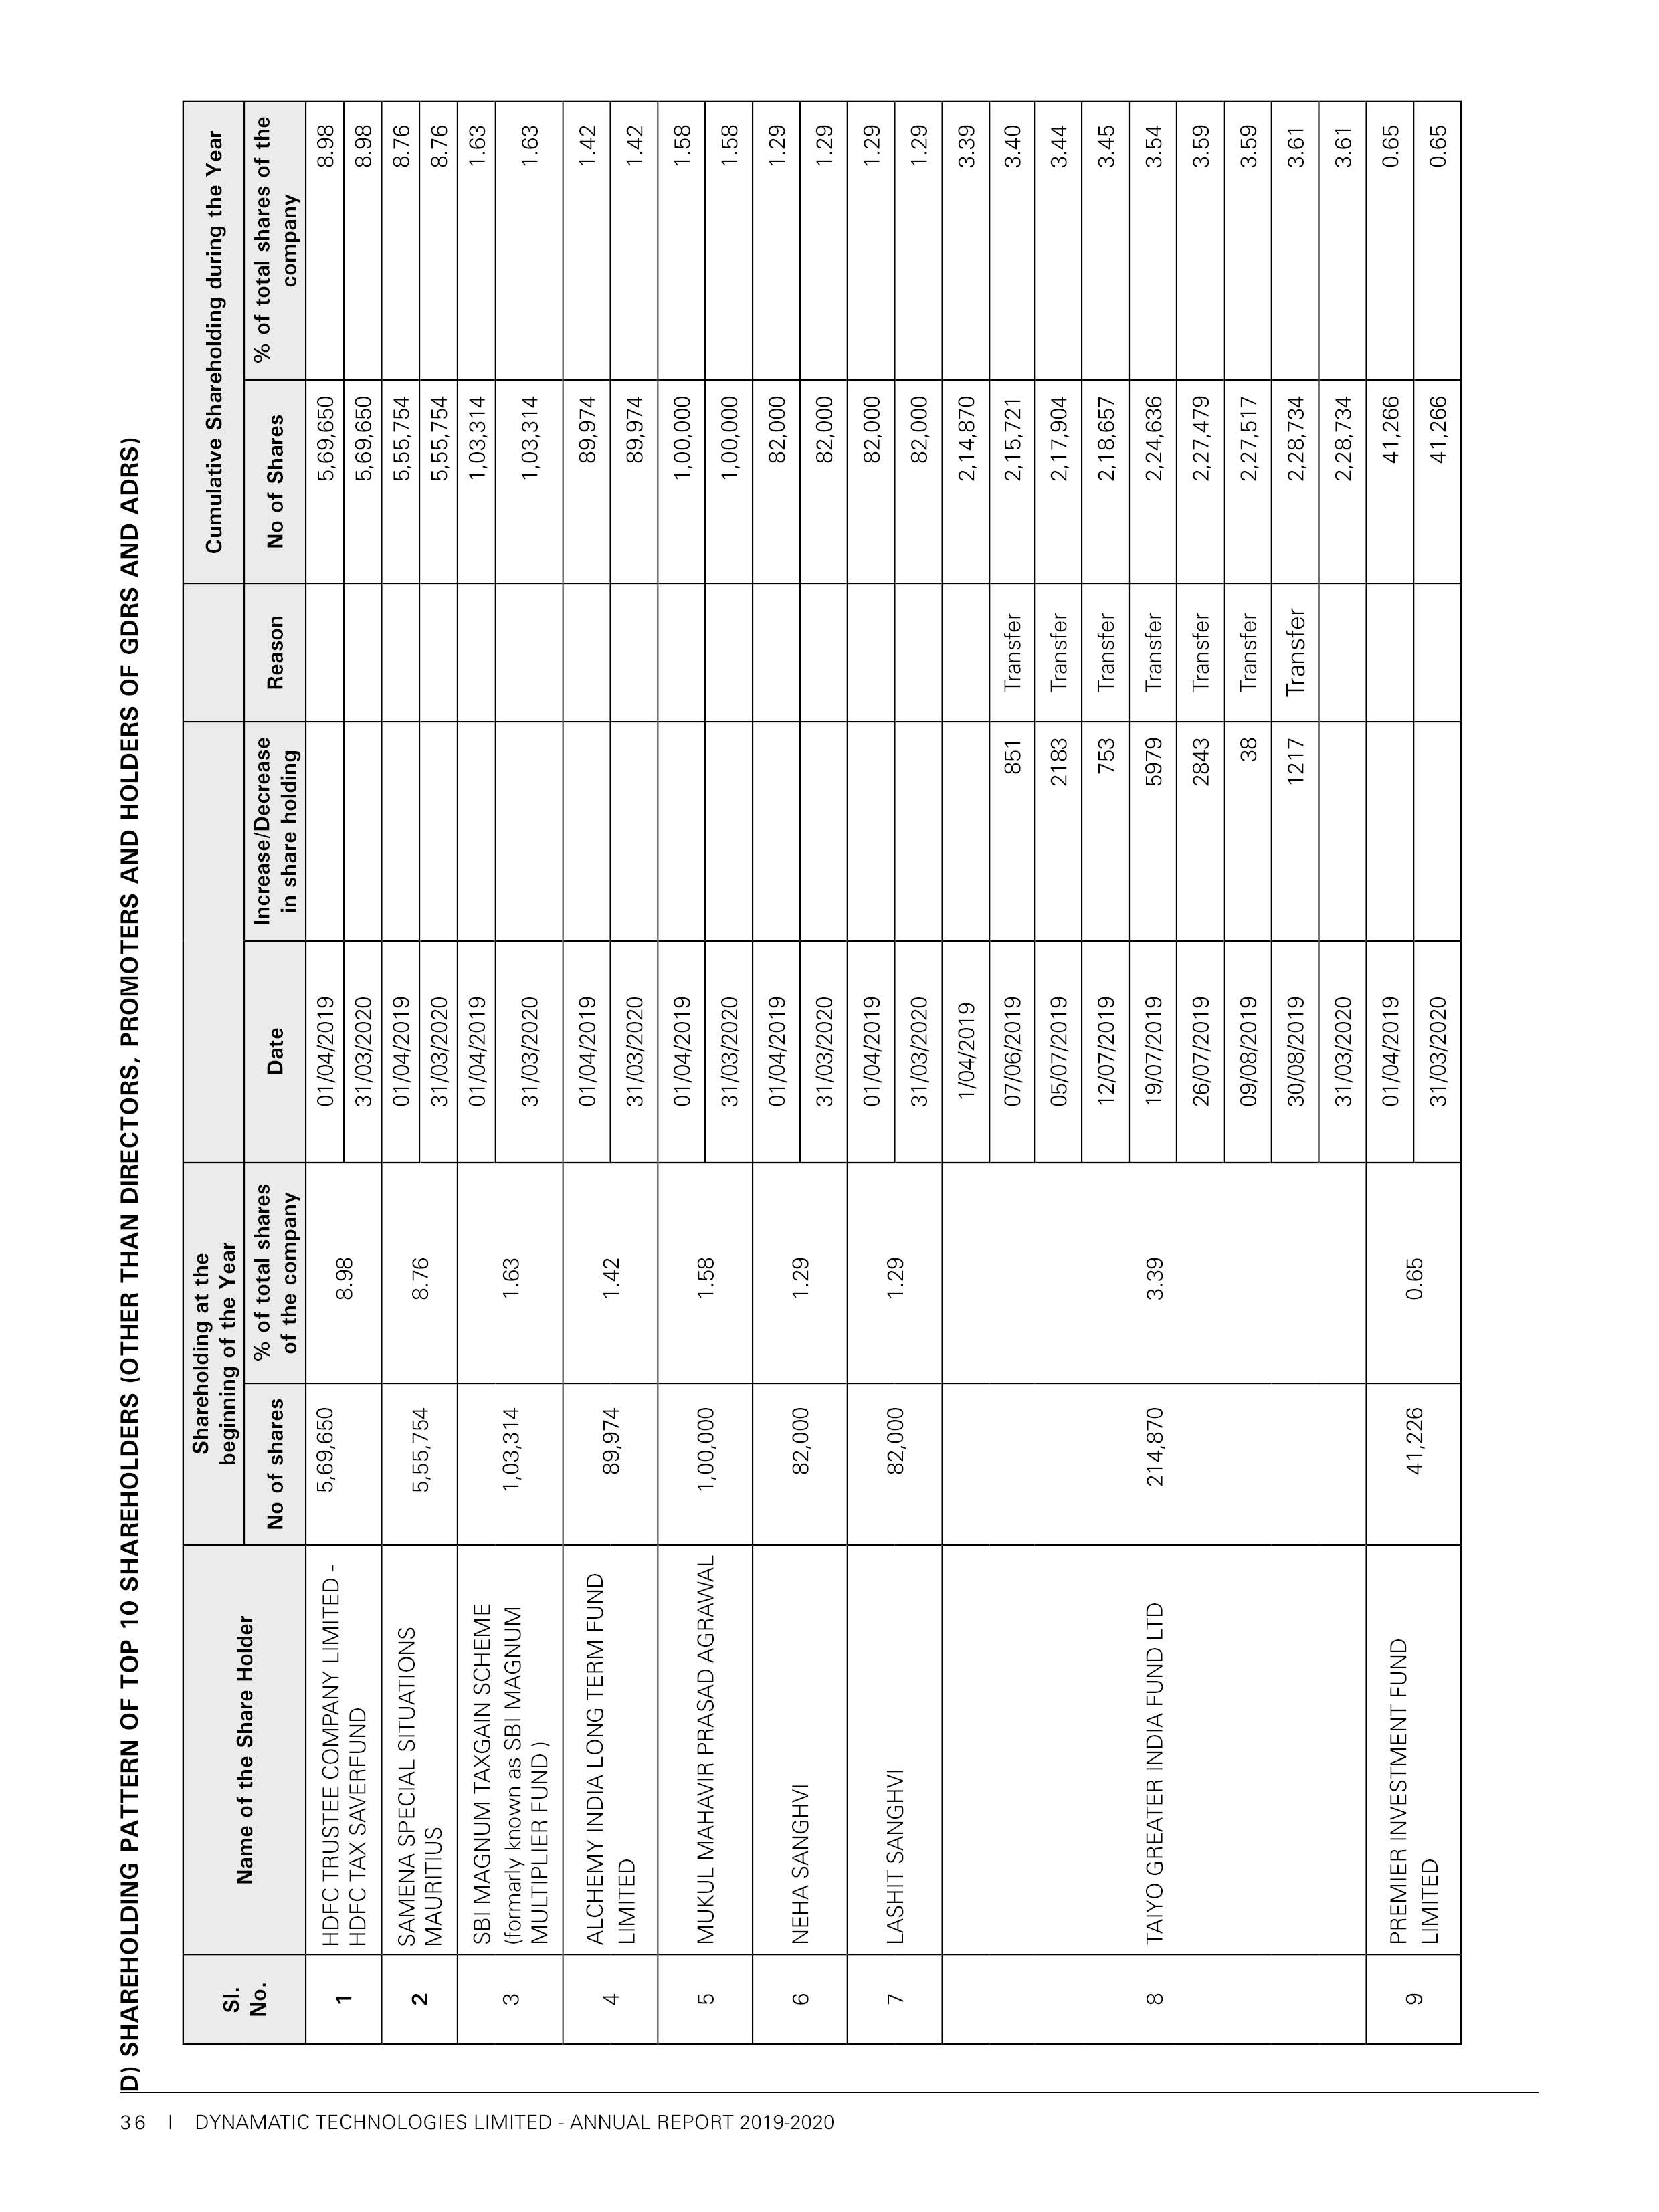 D) SHAREHOLDING PATTERN OF TOP 10 SHAREHOLDERS (OTHER THAN DIRECTORS, PROMOTERS AND HOLDERS OF GDRS AND ADRS)
Sl. No. Name of the Share Holder Shareholding at the beginning of the Year Cumulative Shareholding during the Year
No of shares % of total shares of the company Date Increase/Decrease in share holding Reason No of Shares % of total shares of the company
1 HDFC TRUSTEE COMPANY LIMITED - 5,69,650 8.98 01/04/2019 5,69,650 8.98
HDFC TAX SAVERFUND 31/03/2020 5,69,650 8.98
2 SAMENA SPECIAL SITUATIONS 5,55,754 8.76 01/04/2019 5,55,754 8.76
MAURITIUS 31/03/2020 5,55,754 8.76
3 SBI MAGNUM TAXGAIN SCHEME 1,03,314 1.63 01/04/2019 1,03,314 1.63
(formarly known as SBI MAGNUM 31/03/2020 1,03,314 1.63
MULTIPLIER FUND )
4 ALCHEMY INDIA LONG TERM FUND 89,974 1.42 01/04/2019 89,974 1.42
LIMITED 31/03/2020 89,974 1.42
5 MUKUL MAHAVIR PRASAD AGRAWAL 1,00,000 1.58 01/04/2019 1,00,000 1.58
31/03/2020 1,00,000 1.58
6 NEHA SANGHVI 82,000 1.29 01/04/2019 82,000 1.29
31/03/2020 82,000 1.29
7 LASHIT SANGHVI 82,000 1.29 01/04/2019 82,000 1.29
31/03/2020 82,000 1.29
8 TAIYO GREATER INDIA FUND LTD 214,870 3.39 1/04/2019 2,14,870 3.39
07/06/2019 851 Transfer 2,15,721 3.40
05/07/2019 2183 Transfer 2,17,904 3.44
12/07/2019 753 Transfer 2,18,657 3.45
19/07/2019 5979 Transfer 2,24,636 3.54
26/07/2019 2843 Transfer 2,27,479 3.59
09/08/2019 38 Transfer 2,27,517 3.59
30/08/2019 1217 Transfer 2,28,734 3.61
31/03/2020 2,28,734 3.61
9 PREMIER INVESTMENT FUND 41,226 0.65 01/04/2019 41,266 0.65
LIMITED 31/03/2020 41,266 0.65
36 I DYNAMATIC TECHNOLOGIES LIMITED - ANNUAL REPORT 2019-2020